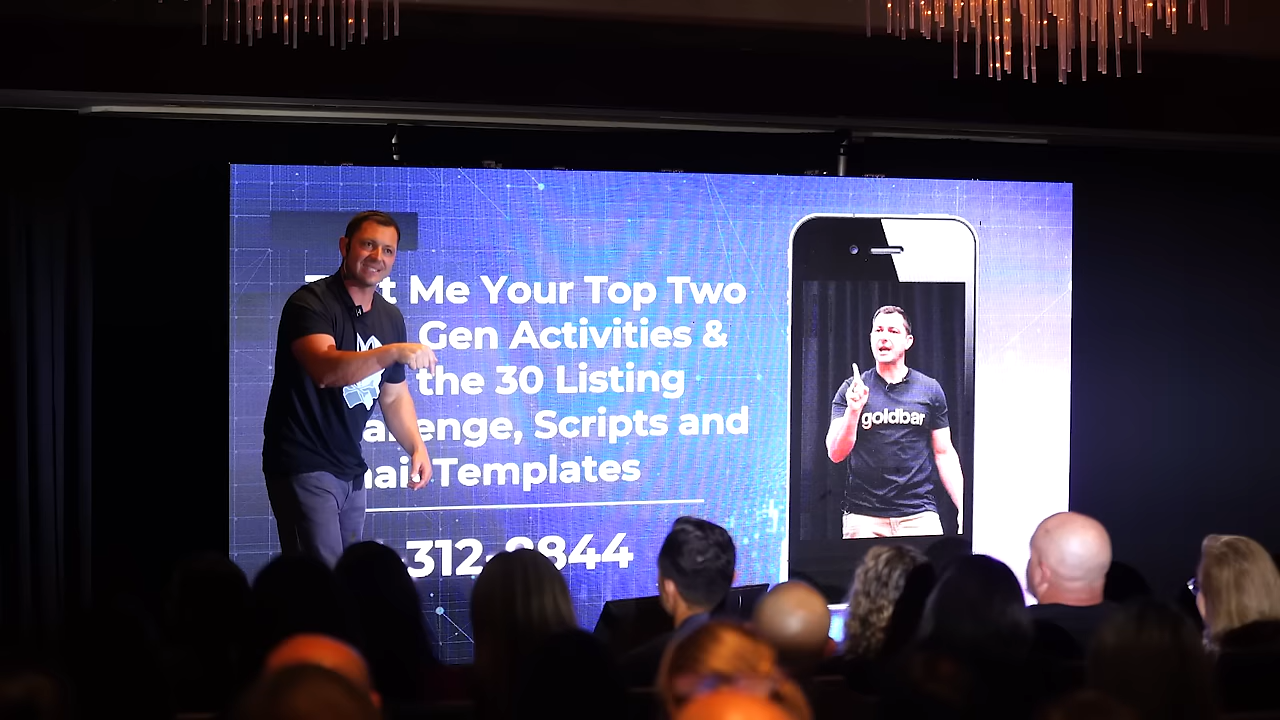 Me Your Top Two
Gen Activities &
the 30 Listing
Scripts and
Templates
312-8844
goldbar